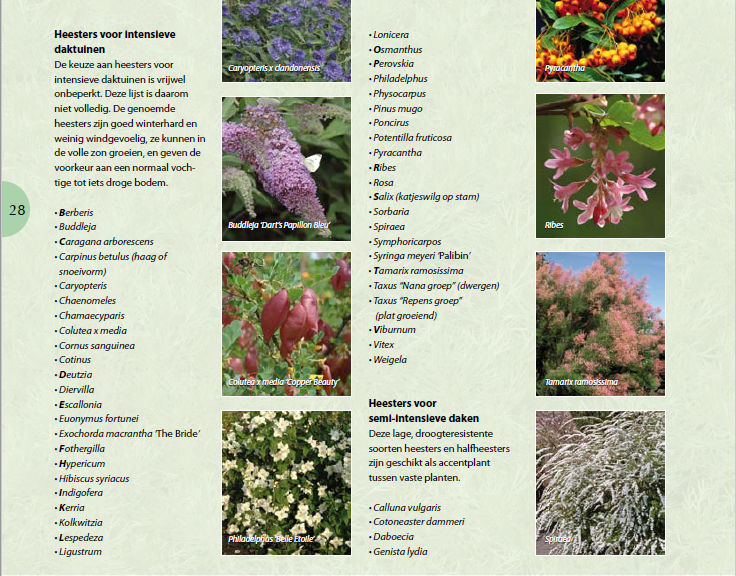 Heesters voor intensieve
daktuinen
De keuze aan heesters voor
intensieve daktuinen is vrijwel
onbeperkt. Deze lijst is daarom
niet volledig. De genoemde
heesters zijn goed winterhard en
weinig windgevoelig, ze kunnen in
de volle zon groeien, en geven de
voorkeur aan een normaal voch-
tige tot iets droge bodem.
28
• Berberis
• Buddleja
• Caragana arborescens
• Carpinus betulus (haag of
snoeivorm)
• Caryopteris
• Chaenomeles
• Chamaecyparis
• Colutea x media
• Cornus sanguinea
• Cotinus
• Deutzia
• Diervilla
• Escallonia
• Euonymus fortunei
• Exochorda macrantha 'The Bride'
• Fothergilla
• Hypericum
• Hibiscus syriacus
• Indigofera
• Kerria
• Kolkwitzia
• Lespedeza
• Ligustrum
Caryopteris x clandonensis
Buddleja 'Dart's Papillon Bleu'
Colutea x media 'Copper Beauty'
Philadelphus 'Belle Etoile'
• Lonicera
• Osmanthus
• Perovskia
• Philadelphus
• Physocarpus
• Pinus mugo
• Poncirus
• Potentilla fruticosa
• Pyracantha
• Ribes
• Rosa
• Salix (katjeswilg op stam)
• Sorbaria
• Spiraea
• Symphoricarpos
• Syringa meyeri 'Palibin'
• Tamarix ramosissima
• Taxus "Nana groep" (dwergen)
• Taxus "Repens groep"
(plat groeiend)
• Viburnum
• Vitex
• Weigela
Heesters voor
semi-intensieve daken
Deze lage, droogteresistente
soorten heesters en halfheesters
zijn geschikt als accentplant
tussen vaste planten.
• Calluna vulgaris
• Cotoneaster dammeri
• Daboecia
• Genista lydia
Pyracantha
Ribes
Tamarix ramosissima
Spiraea